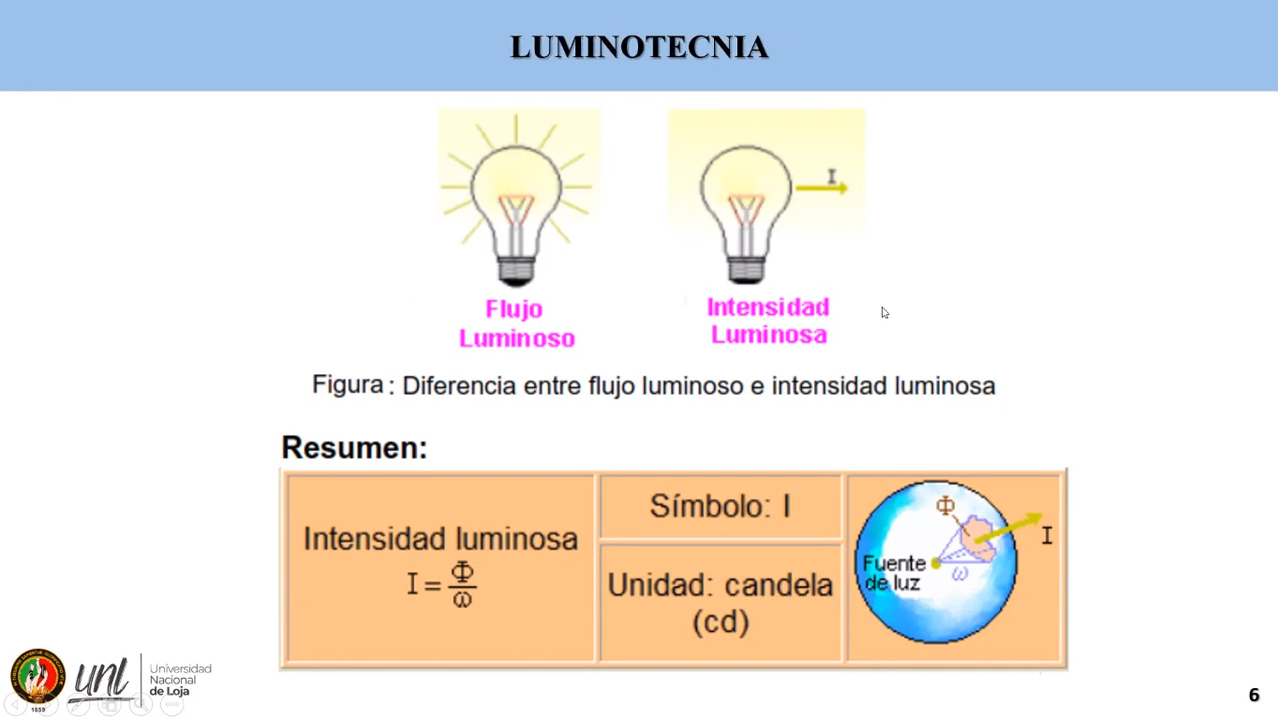 LUMINOTECNIA
I
Flujo
Luminoso
Intensidad
Luminosa
Figura : Diferencia entre flujo luminoso e intensidad luminosa
Resumen:
Intensidad luminosa
I = Φ/ω
Símbolo: I
Unidad: candela
(cd)
Φ
I
Fuente
de luz
ω
1859
unl
Universidad
Nacional
de Loja
6